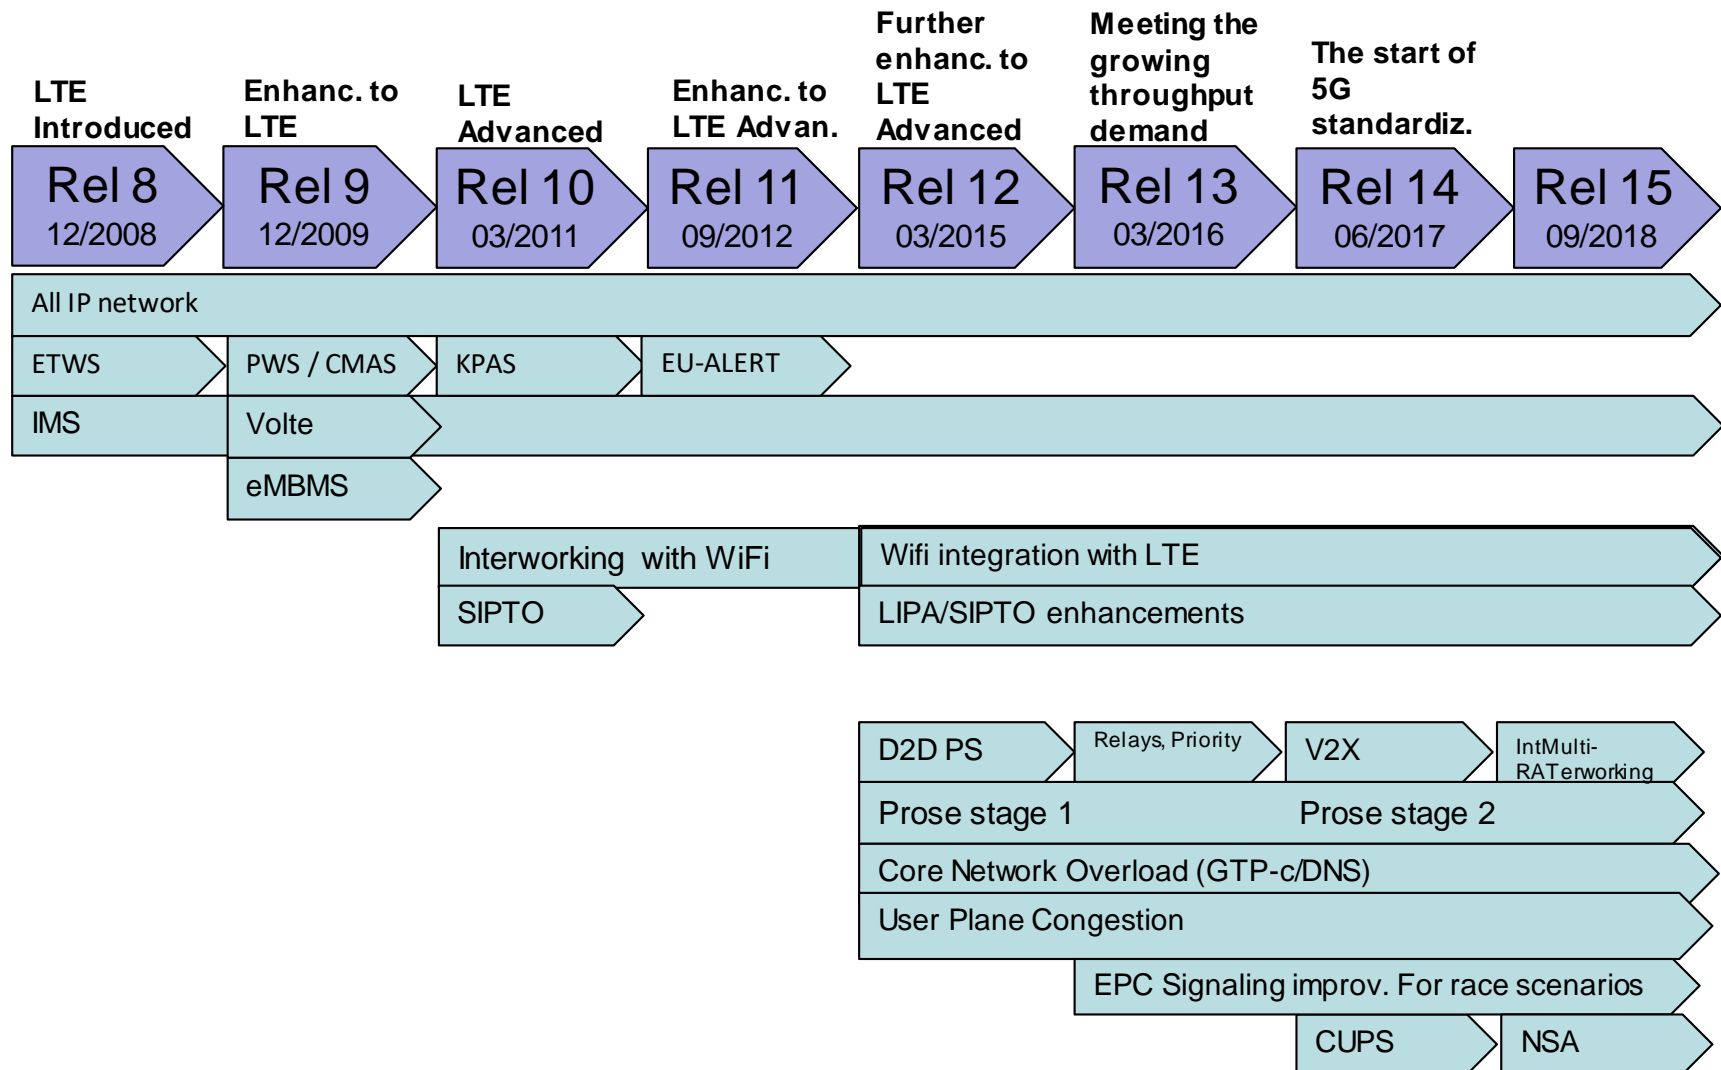 LTE
Introduced
Enhanc. to
LTE
LTE
Advanced
Enhanc. to
LTE Advan.
Further
enhanc. to
LTE
Advanced
Meeting the
growing
throughput
demand
The start of
5G
standardiz.
Rel 8
12/2008
Rel 9
12/2009
Rel 10
03/2011
Rel 11
09/2012
Rel 12
03/2015
Rel 13
03/2016
Rel 14
06/2017
Rel 15
09/2018
All IP network
ETWS
PWS / CMAS
KPAS
EU-ALERT
IMS
Volte
eMBMS
Interworking with WiFi
Wifi integration with LTE
SIPTO
LIPA/SIPTO enhancements
D2D PS
Relays, Priority
V2X
IntMulti-
RATerworking
Prose stage 1
Prose stage 2
Core Network Overload (GTP-c/DNS)
User Plane Congestion
EPC Signaling improv. For race scenarios
CUPS
NSA